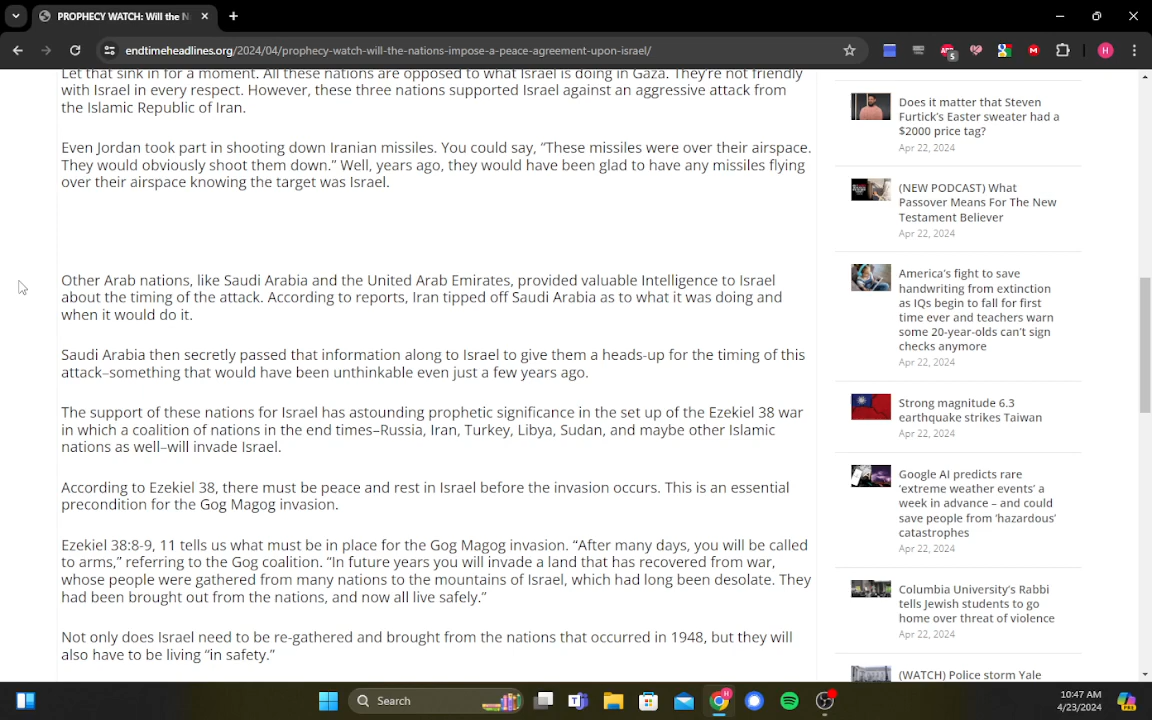 PROPHECY WATCH: Will the N
endtimeheadlines.org/2024/04/prophecy-watch-will-the-nations-impose-a-peace-agreement-upon-israel/
5
M
H
Let that sink in for a moment. All these nations are opposed to what Israel is doing in Gaza. They're not friendly
with Israel in every respect. However, these three nations supported Israel against an aggressive attack from
the Islamic Republic of Iran.
Even Jordan took part in shooting down Iranian missiles. You could say, “These missiles were over their airspace.
They would obviously shoot them down.” Well, years ago, they would have been glad to have any missiles flying
over their airspace knowing the target was Israel.
Other Arab nations, like Saudi Arabia and the United Arab Emirates, provided valuable Intelligence to Israel
about the timing of the attack. According to reports, Iran tipped off Saudi Arabia as to what it was doing and
when it would do it.
Saudi Arabia then secretly passed that information along to Israel to give them a heads-up for the timing of this
attack–something that would have been unthinkable even just a few years ago.
The support of these nations for Israel has astounding prophetic significance in the set up of the Ezekiel 38 war
in which a coalition of nations in the end times–Russia, Iran, Turkey, Libya, Sudan, and maybe other Islamic
nations as well–will invade Israel.
According to Ezekiel 38, there must be peace and rest in Israel before the invasion occurs. This is an essential
precondition for the Gog Magog invasion.
Ezekiel 38:8-9, 11 tells us what must be in place for the Gog Magog invasion. “After many days, you will be called
to arms,” referring to the Gog coalition. “In future years you will invade a land that has recovered from war,
whose people were gathered from many nations to the mountains of Israel, which had long been desolate. They
had been brought out from the nations, and now all live safely.”
Not only does Israel need to be re-gathered and brought from the nations that occurred in 1948, but they will
also have to be living “in safety.”
Does it matter that Steven
Furtick's Easter sweater had a
$2000 price tag?
Apr 22, 2024
(NEW PODCAST) What
Passover Means For The New
Testament Believer
Apr 22, 2024
America's fight to save
handwriting from extinction
as IQs begin to fall for first
time ever and teachers warn
some 20-year-olds can't sign
checks anymore
Apr 22, 2024
Strong magnitude 6.3
earthquake strikes Taiwan
Apr 22, 2024
Google AI predicts rare
‘extreme weather events’ a
week in advance – and could
save people from ‘hazardous’
catastrophes
Apr 22, 2024
Columbia University's Rabbi
tells Jewish students to go
home over threat of violence
Apr 22, 2024
(WATCH) Police storm Yale
Search
10:47 AM
4/23/2024